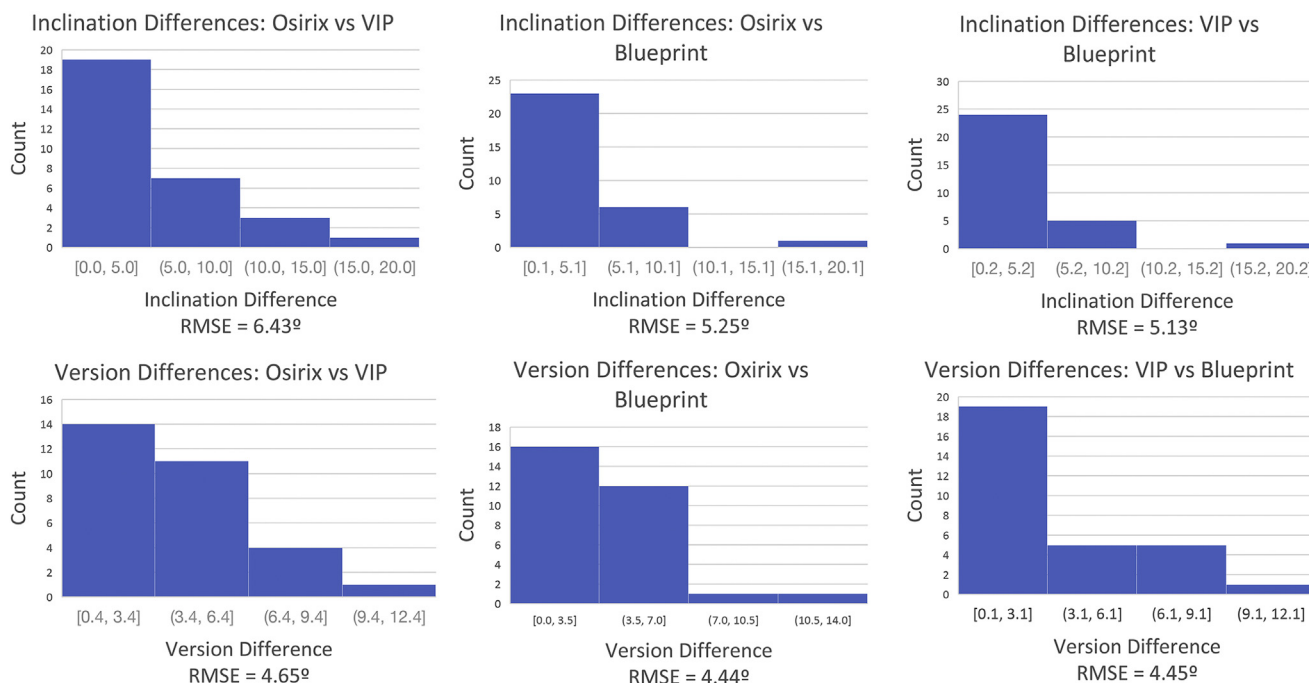 Inclination Differences: Osirix vs VIP
20
18
16
14
12
10
8
6
4
2
0
Count
[0.0, 5.0]
(5.0, 10.0]
(10.0, 15.0]
(15.0, 20.0]
Inclination Difference
RMSE = 6.43º
Inclination Differences: Osirix vs
Blueprint
25
20
15
10
5
0
Count
[0.1, 5.1]
(5.1, 10.1]
(10.1, 15.1]
(15.1, 20.1]
Inclination Difference
RMSE = 5.25º
Inclination Differences: VIP vs
Blueprint
30
25
20
15
10
5
0
Count
[0.2, 5.2]
(5.2, 10.2]
(10.2, 15.2]
(15.2, 20.2]
Inclination Difference
RMSE = 5.13º
Version Differences: Osirix vs VIP
16
14
12
10
8
6
4
2
0
Count
[0.4, 3.4]
(3.4, 6.4]
(6.4, 9.4]
(9.4, 12.4]
Version Difference
RMSE = 4.65º
Version Differences: Oxirix vs
Blueprint
18
16
14
12
10
8
6
4
2
0
Count
[0.0, 3.5]
(3.5, 7.0]
(7.0, 10.5]
(10.5, 14.0]
Version Difference
RMSE = 4.44º
Version Differences: VIP vs Blueprint
20
18
16
14
12
10
8
6
4
2
0
Count
[0.1, 3.1]
(3.1, 6.1]
(6.1, 9.1]
(9.1, 12.1]
Version Difference
RMSE = 4.45º